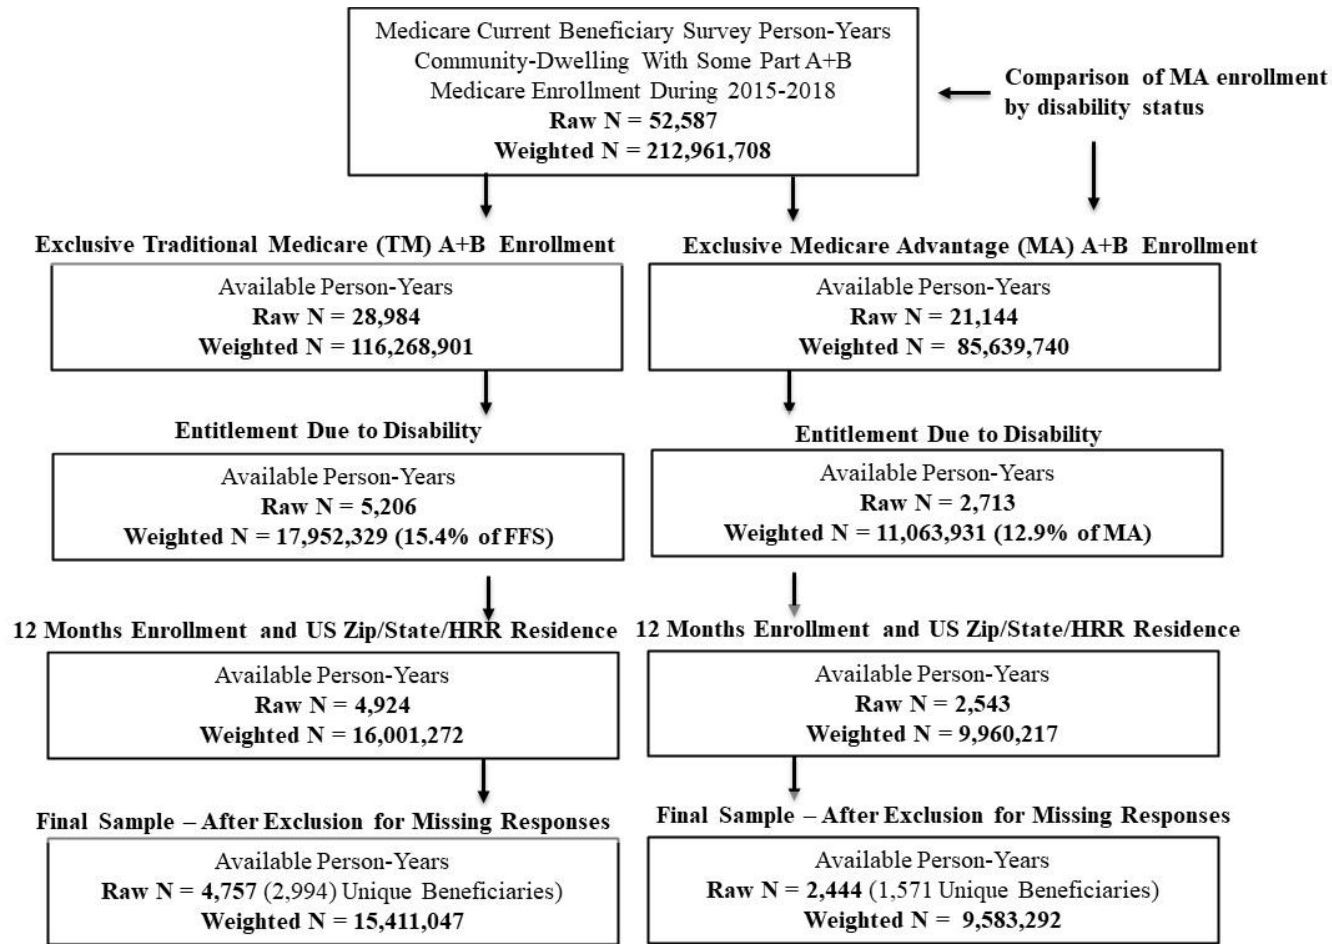 Medicare Current Beneficiary Survey Person-Years
Community-Dwelling With Some Part A+B
Medicare Enrollment During 2015-2018
Raw N = 52,587
Weighted N = 212,961,708
Comparison of MA enrollment
by disability status
Exclusive Traditional Medicare (TM) A+B Enrollment
Available Person-Years
Raw N = 28,984
Weighted N = 116,268,901
Exclusive Medicare Advantage (MA) A+B Enrollment
Available Person-Years
Raw N = 21,144
Weighted N = 85,639,740
Entitlement Due to Disability
Available Person-Years
Raw N = 5,206
Weighted N = 17,952,329 (15.4% of FFS)
Entitlement Due to Disability
Available Person-Years
Raw N = 2,713
Weighted N = 11,063,931 (12.9% of MA)
12 Months Enrollment and US Zip/State/HRR Residence
Available Person-Years
Raw N = 4,924
Weighted N = 16,001,272
12 Months Enrollment and US Zip/State/HRR Residence
Available Person-Years
Raw N = 2,543
Weighted N = 9,960,217
Final Sample – After Exclusion for Missing Responses
Available Person-Years
Raw N = 4,757 (2,994) Unique Beneficiaries)
Weighted N = 15,411,047
Final Sample – After Exclusion for Missing Responses
Available Person-Years
Raw N = 2,444 (1,571 Unique Beneficiaries)
Weighted N = 9,583,292